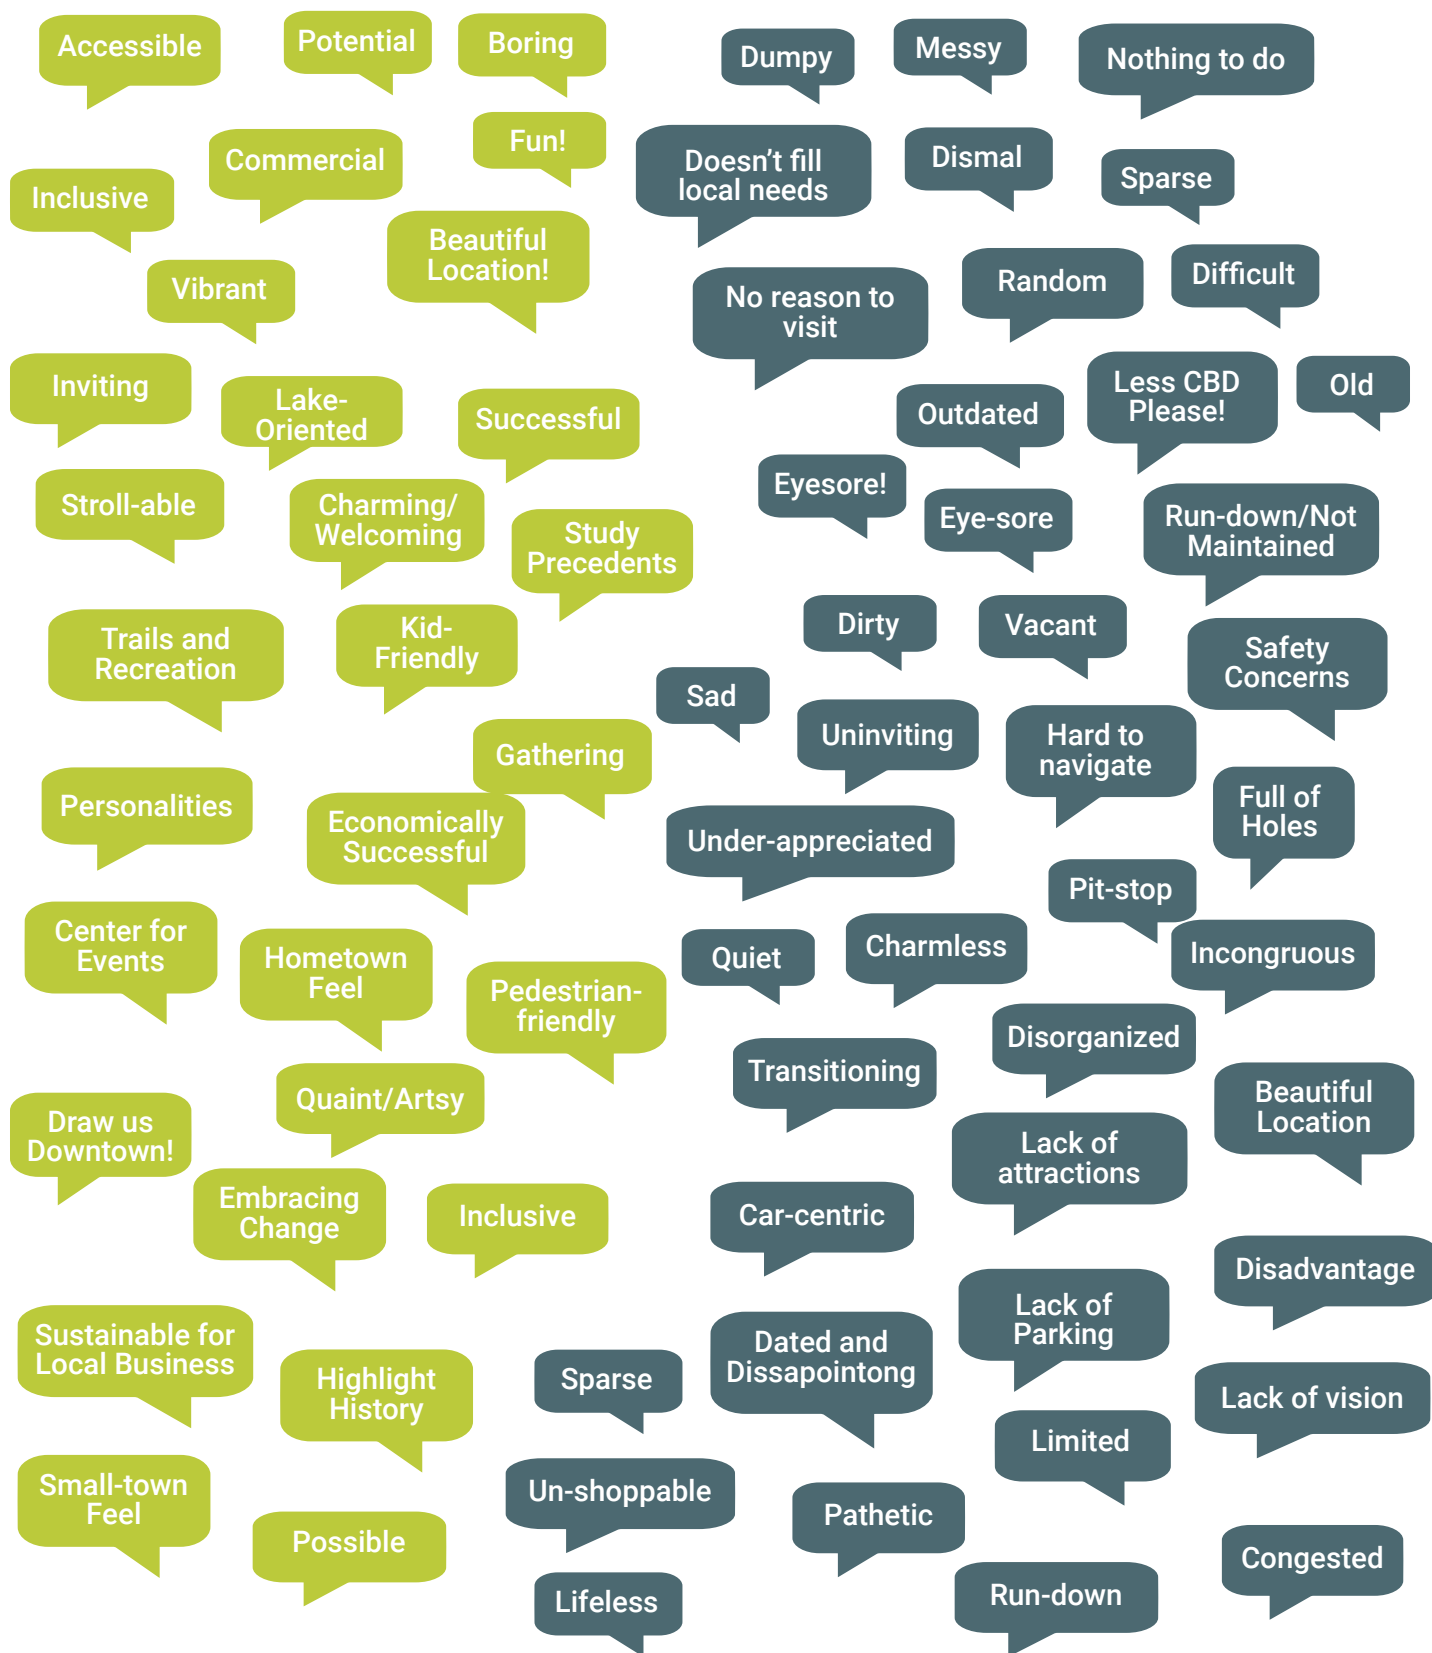 Accessible
Potential
Boring
Commercial
Fun!
Inclusive
Beautiful
Location!
Vibrant
Inviting
Lake-
Oriented
Successful
Stroll-able
Charming/
Welcoming
Study
Precedents
Trails and
Recreation
Kid-
Friendly
Gathering
Personalities
Economically
Successful
Center for
Events
Hometown
Feel
Pedestrian-
friendly
Quaint/Artsy
Draw us
Downtown!
Embracing
Change
Inclusive
Sustainable for
Local Business
Highlight
History
Small-town
Feel
Possible
Dumpy
Messy
Nothing to do
Doesn’t fill
local needs
Dismal
Sparse
No reason to
visit
Random
Difficult
Outdated
Less CBD
Please!
Old
Eyesore!
Eye-sore
Run-down/Not
Maintained
Dirty
Vacant
Safety
Concerns
Sad
Uninviting
Hard to
navigate
Full of
Holes
Under-appreciated
Pit-stop
Quiet
Charmless
Incongruous
Disorganized
Transitioning
Beautiful
Location
Lack of
attractions
Car-centric
Disadvantage
Lack of
Parking
Dated and
Dissapointong
Sparse
Lack of vision
Limited
Un-shoppable
Pathetic
Congested
Run-down
Lifeless